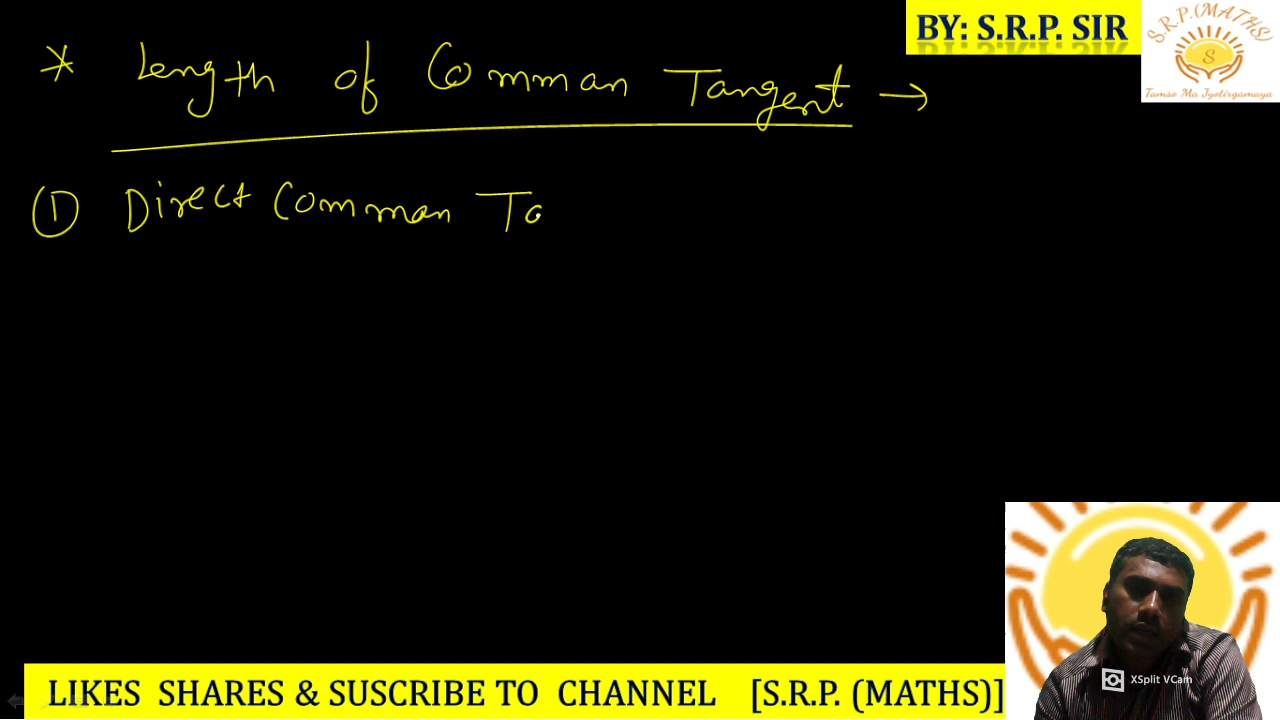 BY: S.R.P. SIR
S.R.P.(MATHS)
S
Tamso Ma Jyotirgamaya
* Length of Comman Tangent →
① Direct Comman Ta
XSplit VCam
LIKES SHARES & SUSCRIBE TO CHANNEL [S.R.P. (MATHS)]